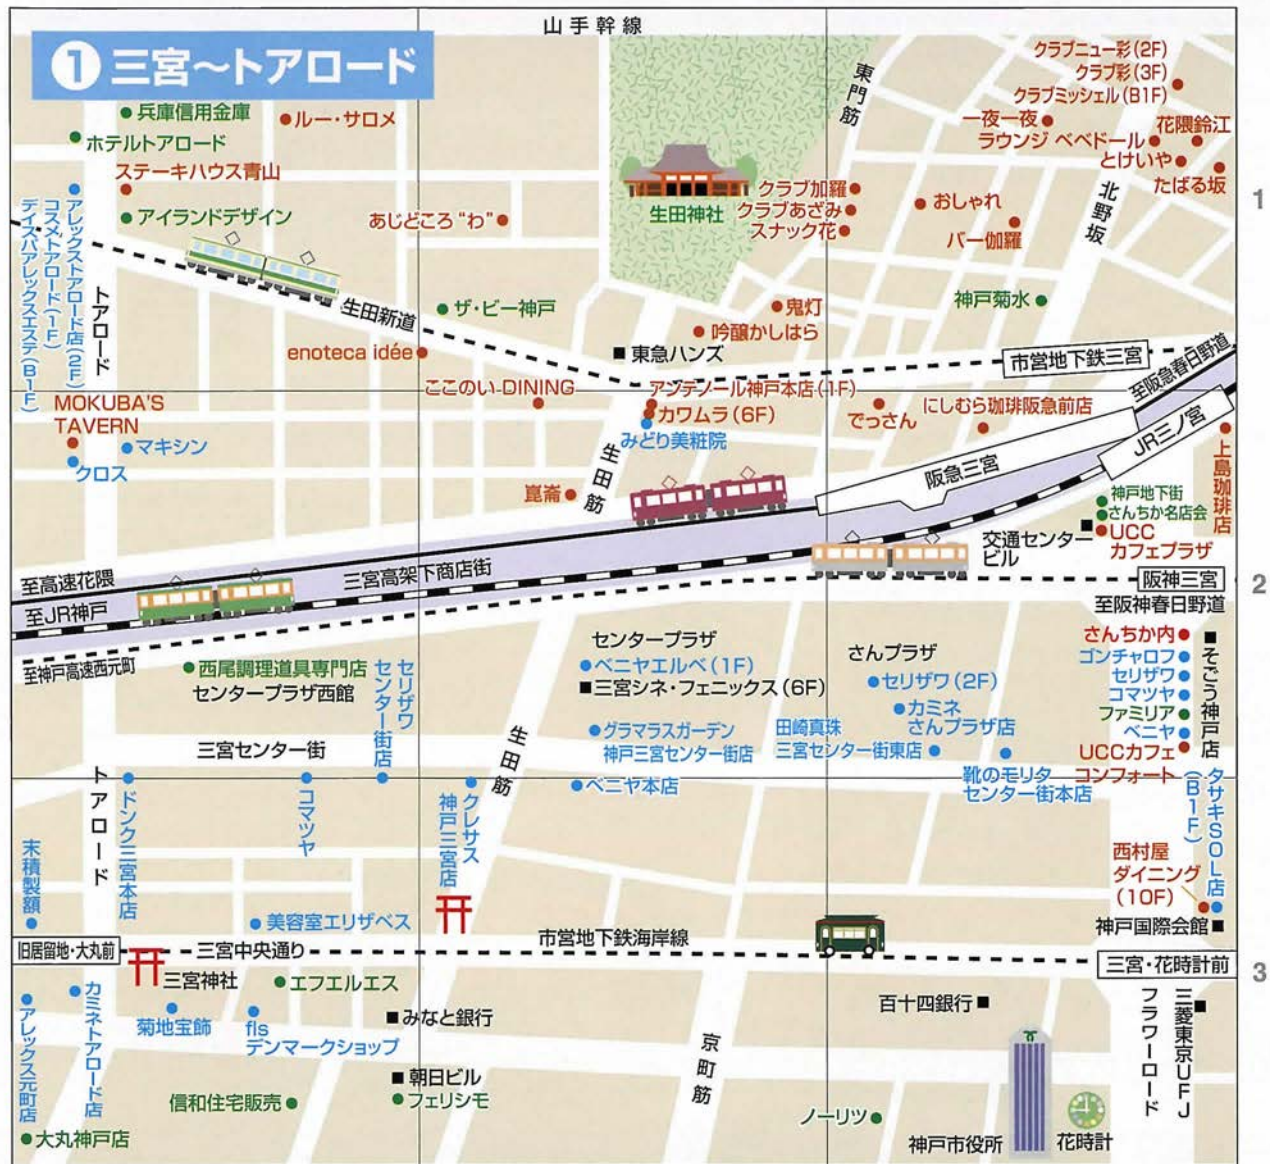 山手幹線
① 三宮～トアロード
兵庫信用金庫
ルー・サロメ
ホテルトアロード
ステーキハウス青山
アイランドデザイン
あじどころ“わ”
アレックストアロード店(2F)
コスメトアロード(1F)
デイスパアレックスエステ(B1F)
トアロード
生田新道
ザ・ビー神戸
enoteca idée
生田神社
東門筋
クラブニュー彩(2F)
クラブ彩(3F)
クラブミッシェル(B1F)
一夜一夜
花隈鈴江
ラウンジ ベベドール
とけいや
たばる坂
クラブ伽羅
クラブあざみ
スナック花
おしゃれ
バー伽羅
北野坂
1
神戸菊水
鬼灯
吟醸かしはら
東急ハンズ
市営地下鉄三宮
至阪急春日野道
MOKUBA'S
TAVERN
マキシン
クロス
ここのい DINING
アンテノール神戸本店(1F)
カワムラ(6F)
みどり美粧院
生田筋
崑崙
でっさん
にしむら珈琲阪急前店
阪急三宮
JR三ノ宮
上島珈琲店
神戸地下街
さんちか名店会
UCC
カフェプラザ
交通センター
ビル
至高速花隈
至JR神戸
三宮高架下商店街
阪神三宮
2
至阪神春日野道
至神戸高速西元町
西尾調理道具専門店
センタープラザ西館
セリザワ
センター街店
センタープラザ
ベニヤエルベ(1F)
三宮シネ・フェニックス(6F)
グラマラスガーデン
神戸三宮センター街店
さんプラザ
セリザワ(2F)
カミネ
さんプラザ店
田崎真珠
三宮センター街東店
さんちか内
ゴンチャロフ
セリザワ
コマツヤ
ファミリア
ベニヤ
UCCカフェ
コンフォート
そごう神戸店
三宮センター街
生田筋
ベニヤ本店
靴のモリタ
センター街本店
トアロード
ドンク三宮本店
コマツヤ
クレサス
神戸三宮店
末積製額
美容室エリザベス
タサキSOL店
(B1F)
西村屋
ダイニング
(10F)
神戸国際会館
旧居留地・大丸前
三宮中央通り
市営地下鉄海岸線
三宮・花時計前
三宮神社
3
エフエルエス
菊地宝飾
fls
デンマークショップ
みなと銀行
百十四銀行
カミネトアロード店
アレックス元町店
京町筋
三菱東京UFJ
フラワーロード
朝日ビル
フェリシモ
信和住宅販売
ノーリツ
大丸神戸店
神戸市役所
花時計